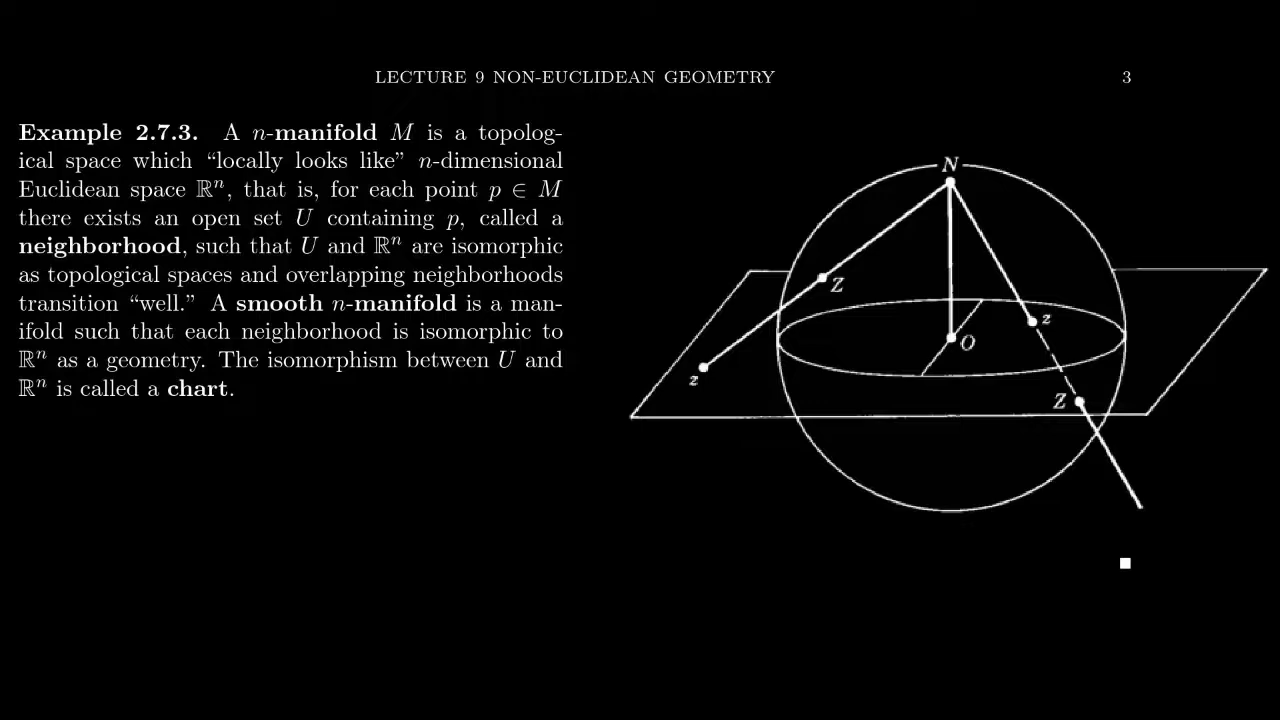 LECTURE 9 NON-EUCLIDEAN GEOMETRY 3
Example 2.7.3. A n-manifold M is a topolog-
ical space which “locally looks like” n-dimensional
Euclidean space ℝⁿ, that is, for each point p ∈ M
there exists an open set U containing p, called a
neighborhood, such that U and ℝⁿ are isomorphic
as topological spaces and overlapping neighborhoods
transition “well.” A smooth n-manifold is a man-
ifold such that each neighborhood is isomorphic to
ℝⁿ as a geometry. The isomorphism between U and
ℝⁿ is called a chart.
N
Z
z
O
z
Z